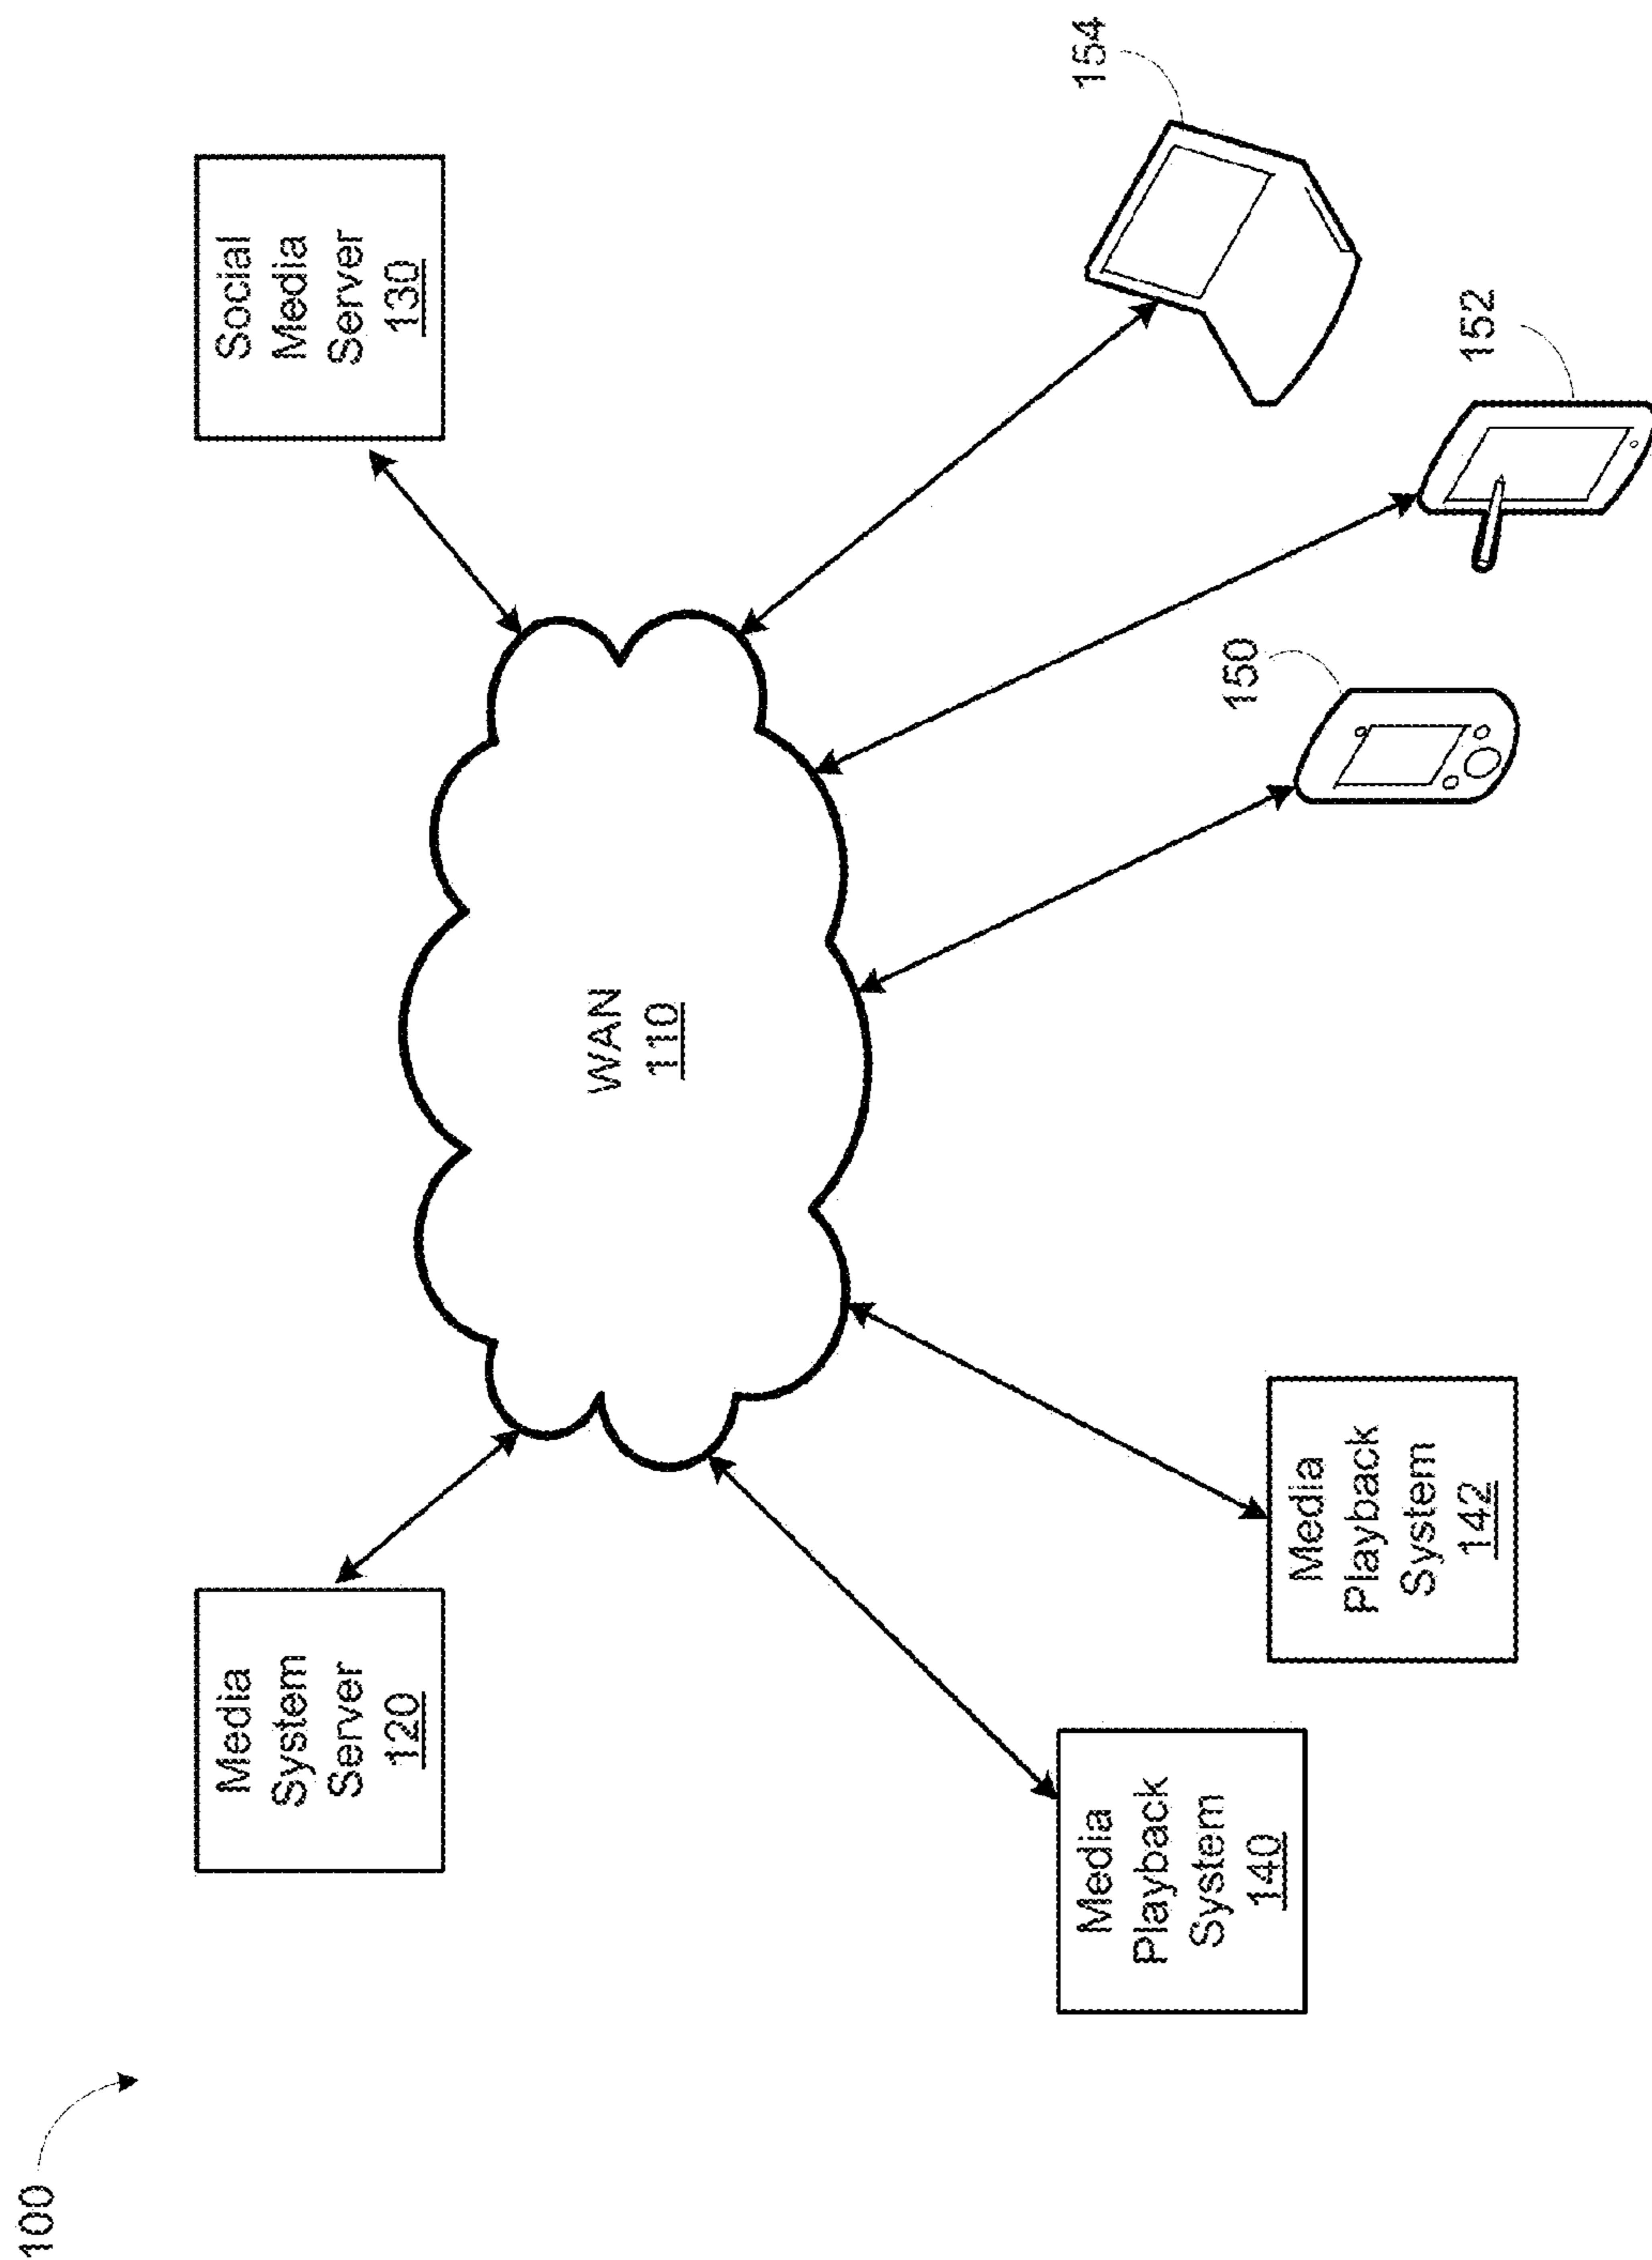 100
Media
System
Server
120
Social
Media
Server
130
WAN
110
Media
Playback
System
140
Media
Playback
System
142
150
152
154